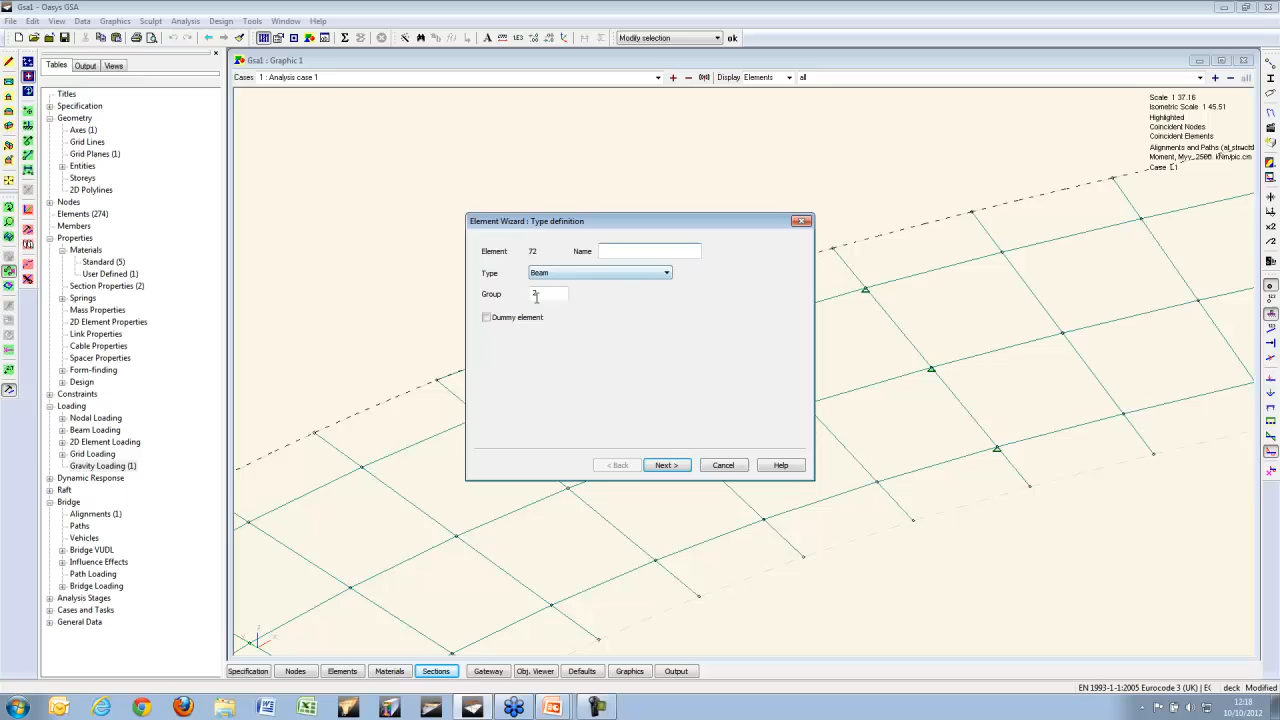 Gsa1 - Oasys GSA
File Edit View Data Graphics Sculpt Analysis Design Tools Window Help
Modify selection ok
Tables Output Views
Titles
Specification
Geometry
Axes (1)
Grid Lines
Grid Planes (1)
Entities
Storeys
2D Polylines
Nodes
Elements (274)
Members
Properties
Materials
Standard (5)
User Defined (1)
Section Properties (2)
Springs
Mass Properties
2D Element Properties
Link Properties
Cable Properties
Spacer Properties
Form-finding
Design
Constraints
Loading
Nodal Loading
Beam Loading
2D Element Loading
Grid Loading
Gravity Loading (1)
Dynamic Response
Raft
Bridge
Alignments (1)
Paths
Vehicles
Bridge VUDL
Influence Effects
Path Loading
Bridge Loading
Analysis Stages
Cases and Tasks
General Data
Gsa1 : Graphic 1
Cases 1 : Analysis case 1 Display Elements all all
Scale 1 37.16
Isometric Scale 1 45.51
Highlighted
Coincident Nodes
Coincident Elements
Element Wizard : Type definition
Element 72 Name
Type Beam
Group 2
Dummy element
< Back Next > Cancel Help
Specification Nodes Elements Materials Sections Gateway Obj. Viewer Defaults Graphics Output
EN 1993-1-1:2005 Eurocode 3 (UK) deck Modified
12:18
10/10/2012